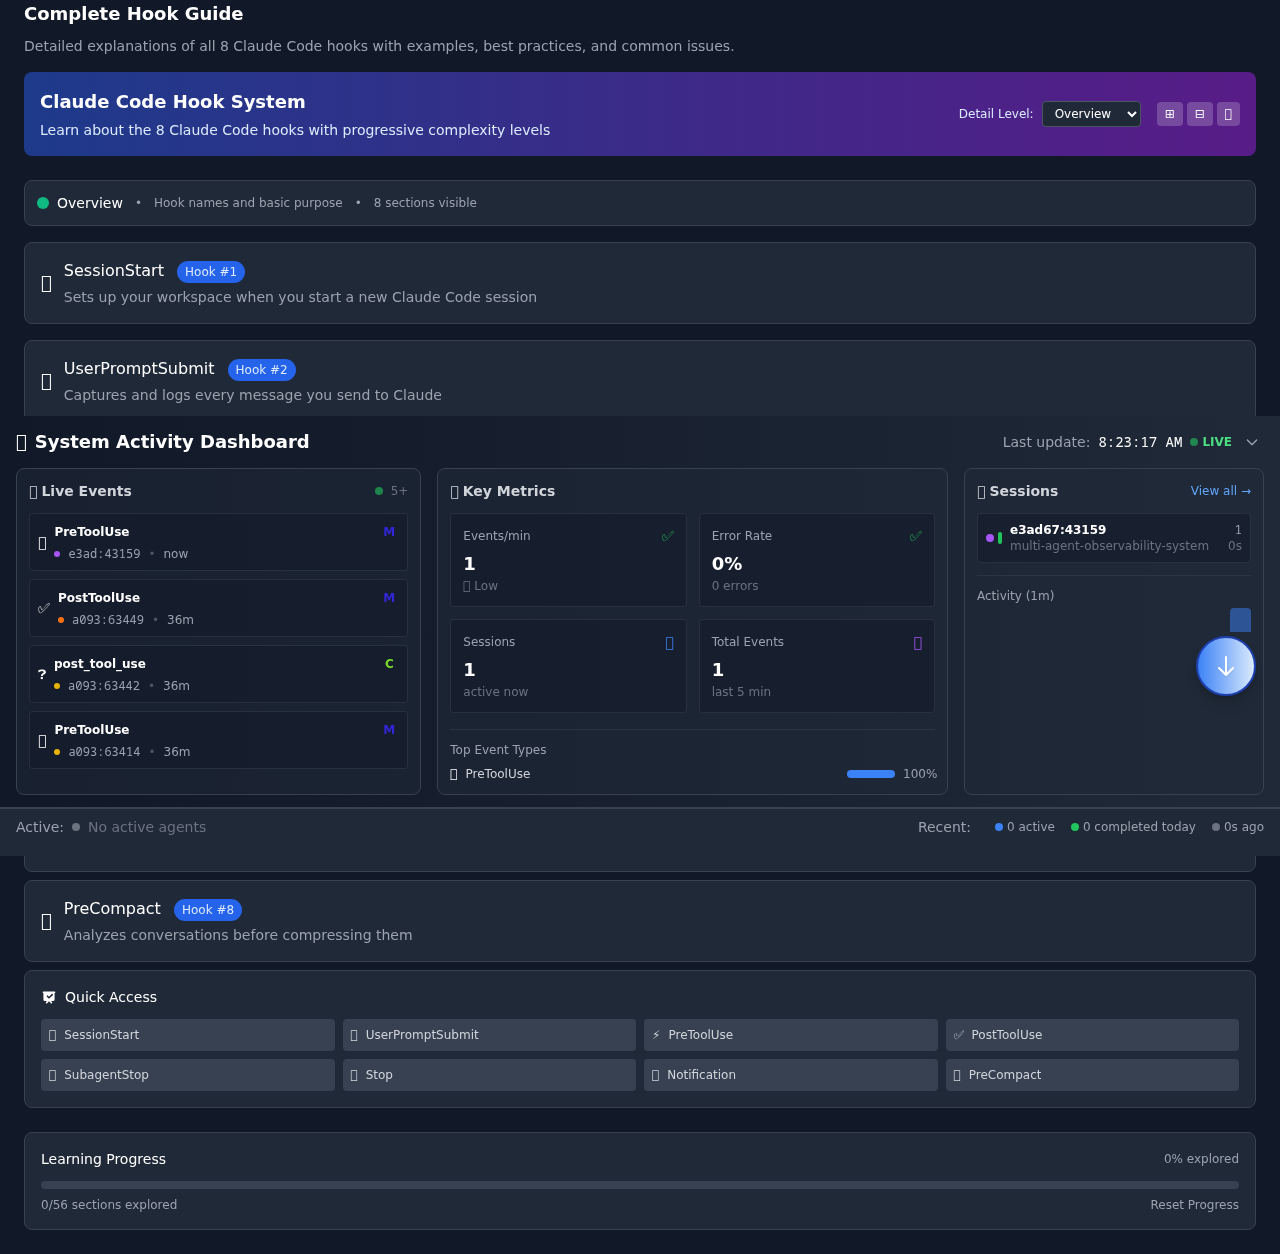 Complete Hook Guide
Detailed explanations of all 8 Claude Code hooks with examples, best practices, and common issues.
Claude Code Hook System
Learn about the 8 Claude Code hooks with progressive complexity levels
Detail Level: Overview
Overview • Hook names and basic purpose • 8 sections visible
SessionStart Hook #1
Sets up your workspace when you start a new Claude Code session
UserPromptSubmit Hook #2
Captures and logs every message you send to Claude
System Activity Dashboard
Last update: 8:23:17 AM LIVE
Live Events 5+
PreToolUse M
e3ad:43159 • now
PostToolUse M
a093:63449 • 36m
? post_tool_use C
a093:63442 • 36m
PreToolUse M
a093:63414 • 36m
Key Metrics
Events/min ✅
1
Low
Error Rate ✅
0%
0 errors
Sessions
1
active now
Total Events
1
last 5 min
Top Event Types
PreToolUse 100%
Sessions View all →
e3ad67:43159 1
multi-agent-observability-system 0s
Activity (1m)
↓
Active: No active agents
Recent: 0 active 0 completed today 0s ago
PreCompact Hook #8
Analyzes conversations before compressing them
Quick Access
SessionStart UserPromptSubmit ⚡ PreToolUse ✅ PostToolUse
SubagentStop Stop Notification PreCompact
Learning Progress 0% explored
0/56 sections explored Reset Progress